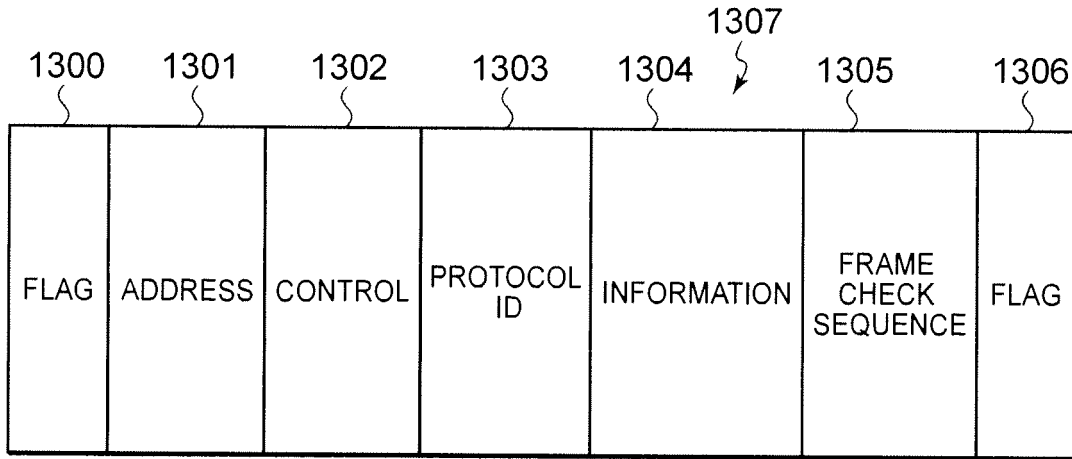 1307
1300 1301 1302 1303 1304 1305 1306
FLAG
ADDRESS
CONTROL
PROTOCOL
ID
INFORMATION
FRAME
CHECK
SEQUENCE
FLAG